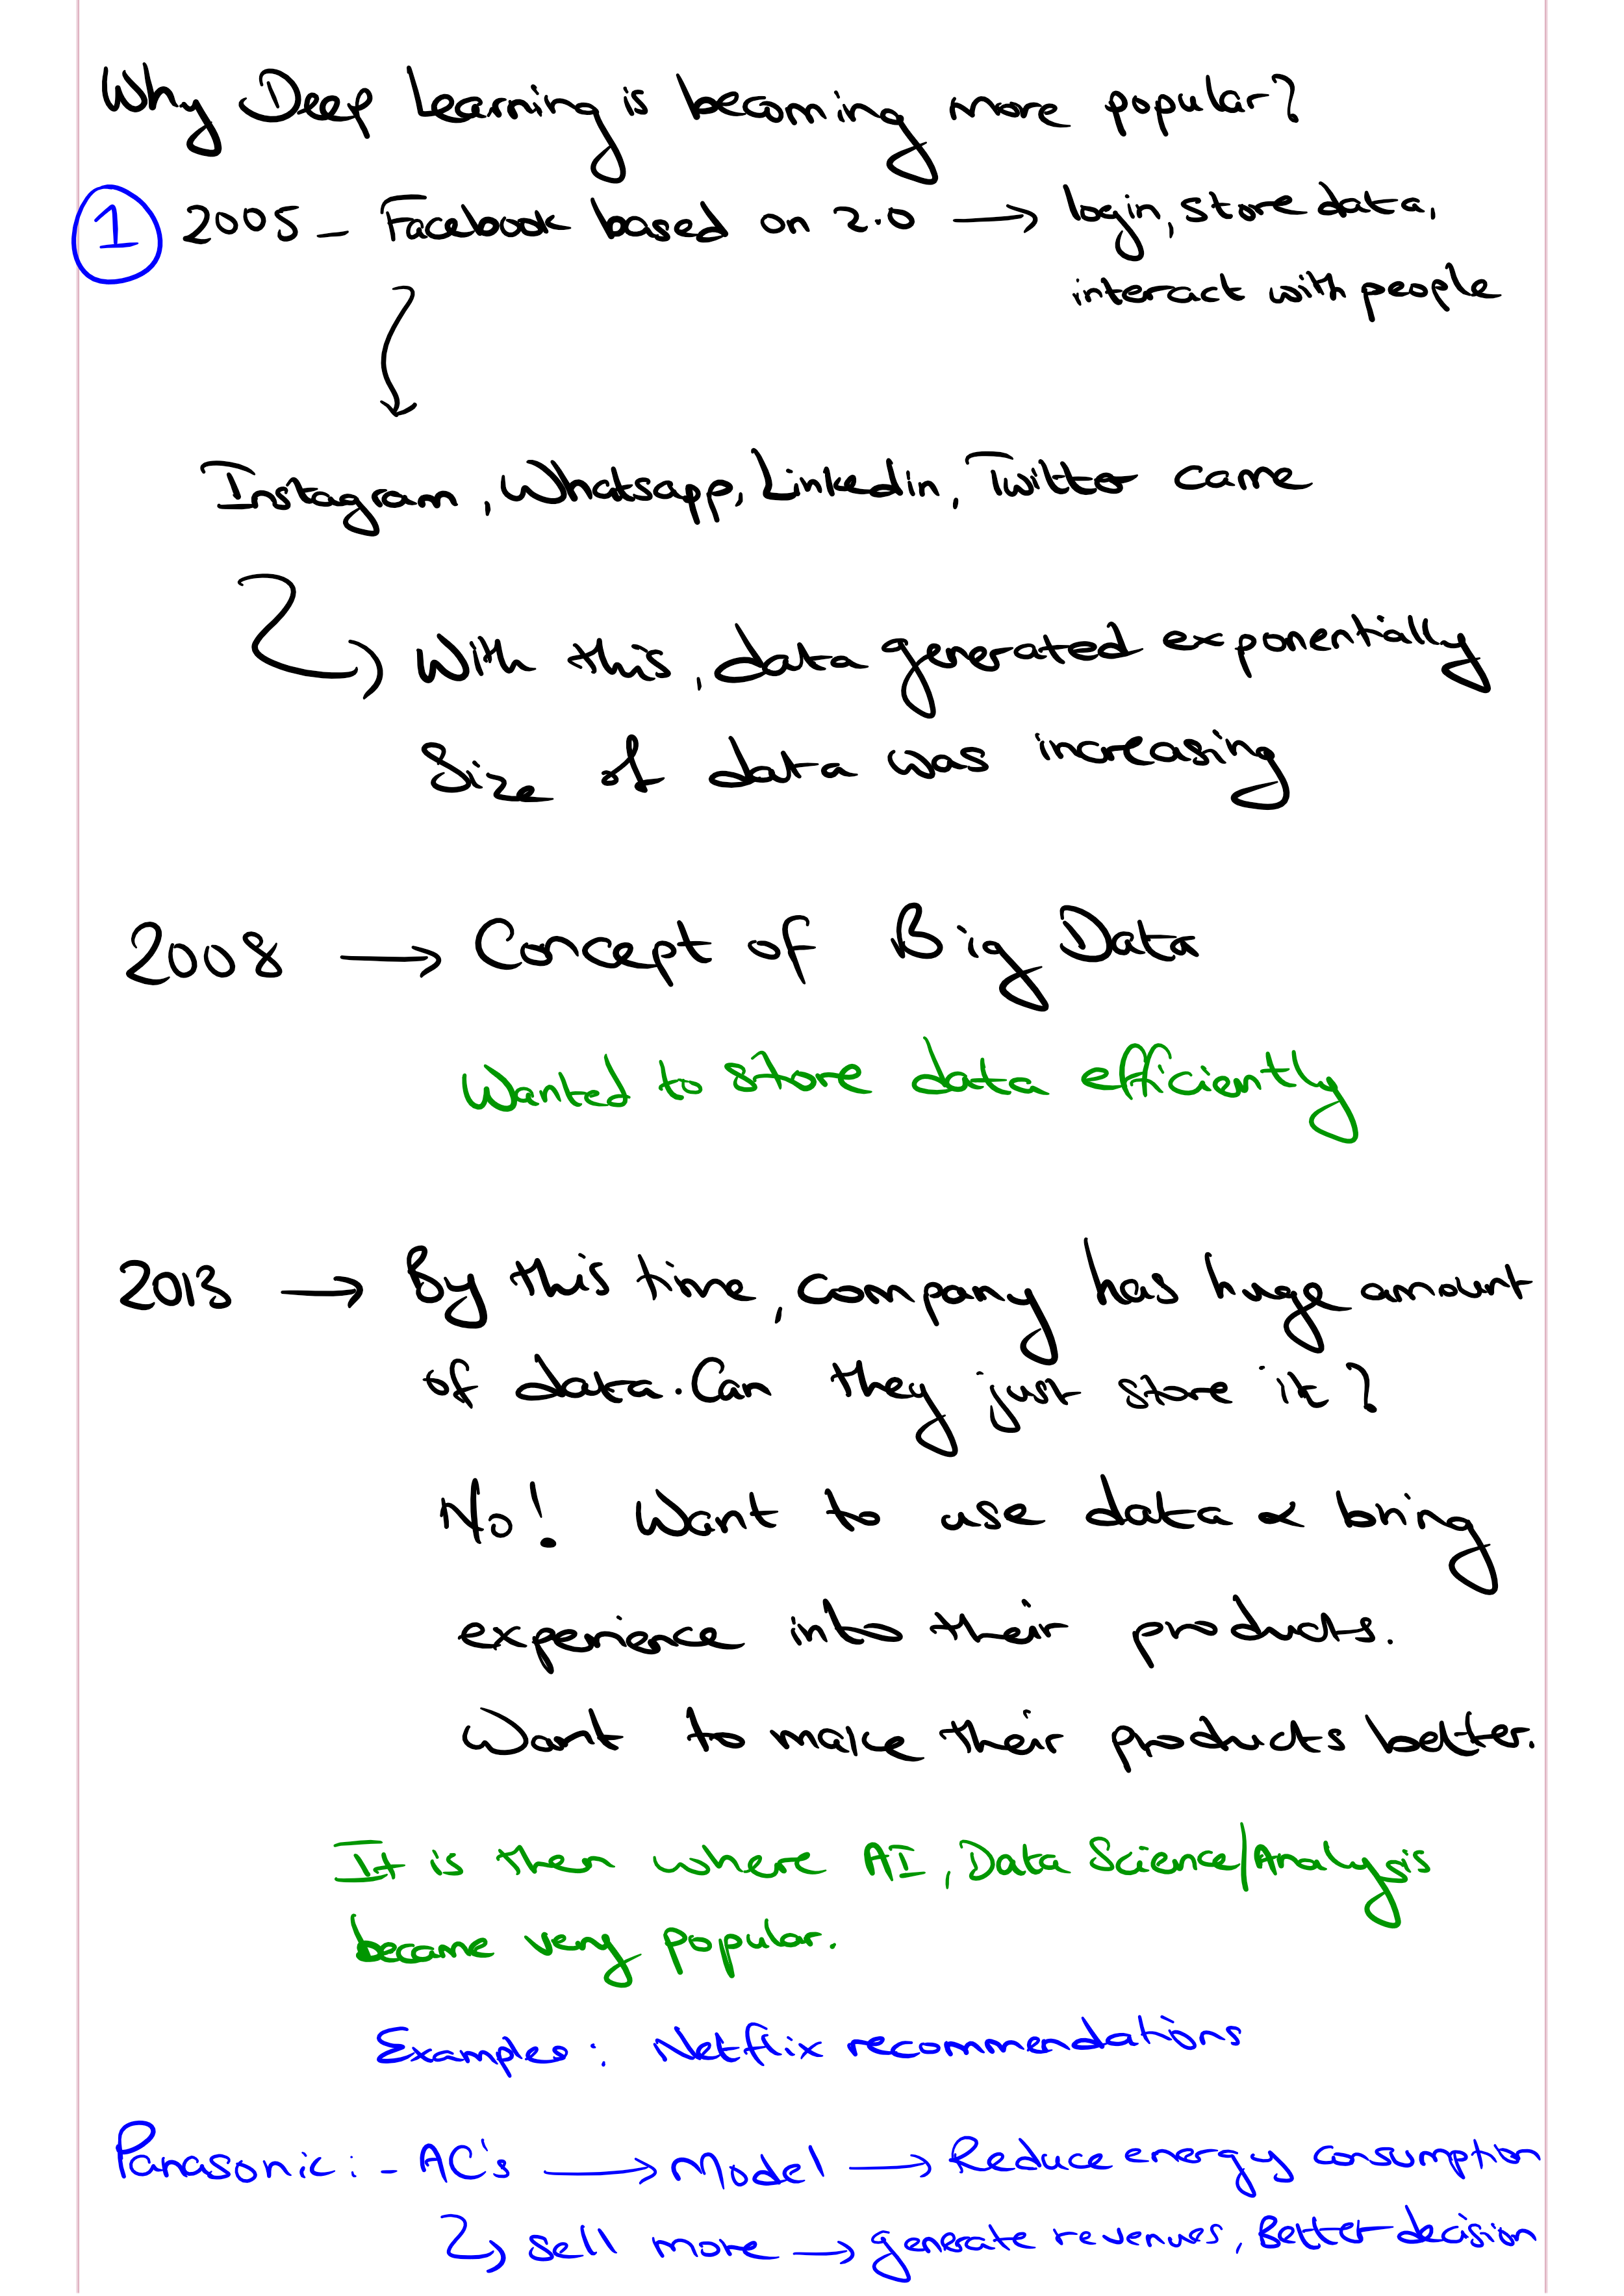 Why Deep Learning is becoming more popular?
1 2005 - Facebook based on 2.0 → login, store data,
interact with people
Instagram, Whatsapp, Linkedin, Twitter came
With this, data generated exponentially
Size of data was increasing
2008 → Concept of Big Data
Wanted to store data efficiently
2013 → By this time, company has huge amount
of data. Can they just store it?
No! Want to use data & bring
experience into their products.
Want to make their products better.
It is then where AI, Data Science/Analysis
became very popular.
Examples: Netflix recommendations
Panasonic: - AC's → Model → Reduce energy consumption
sell more → generate revenues, Better decision